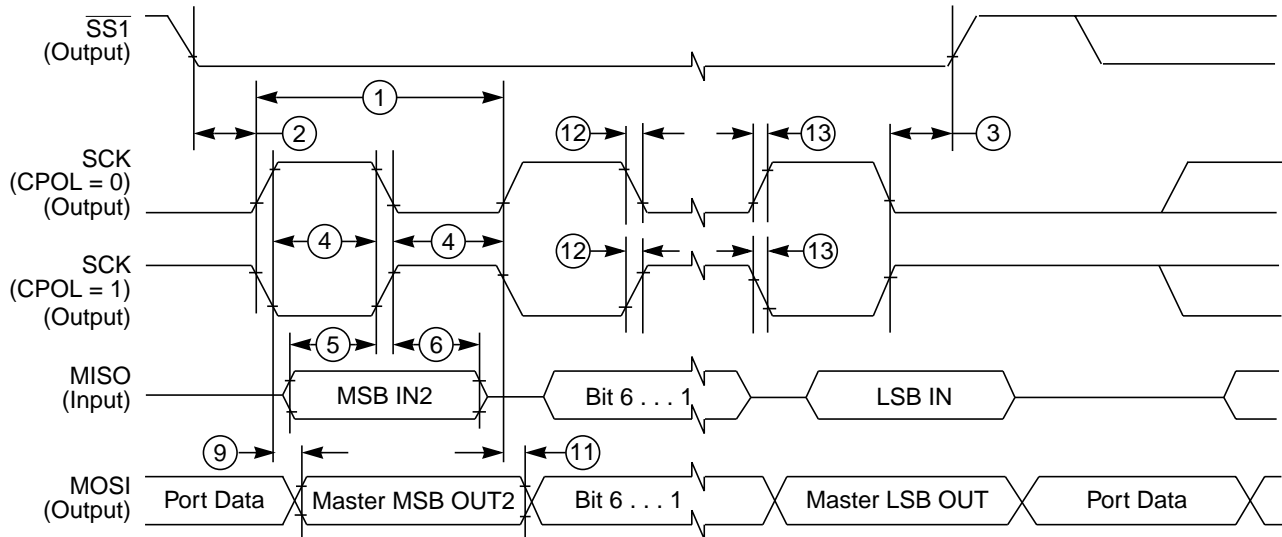 SS1
(Output)
1
2
12
13
3
SCK
(CPOL = 0)
(Output)
4
4
12
13
SCK
(CPOL = 1)
(Output)
5
6
MISO
(Input)
MSB IN2
Bit 6 . . . 1
LSB IN
9
11
MOSI
(Output)
Port Data
Master MSB OUT2
Bit 6 . . . 1
Master LSB OUT
Port Data